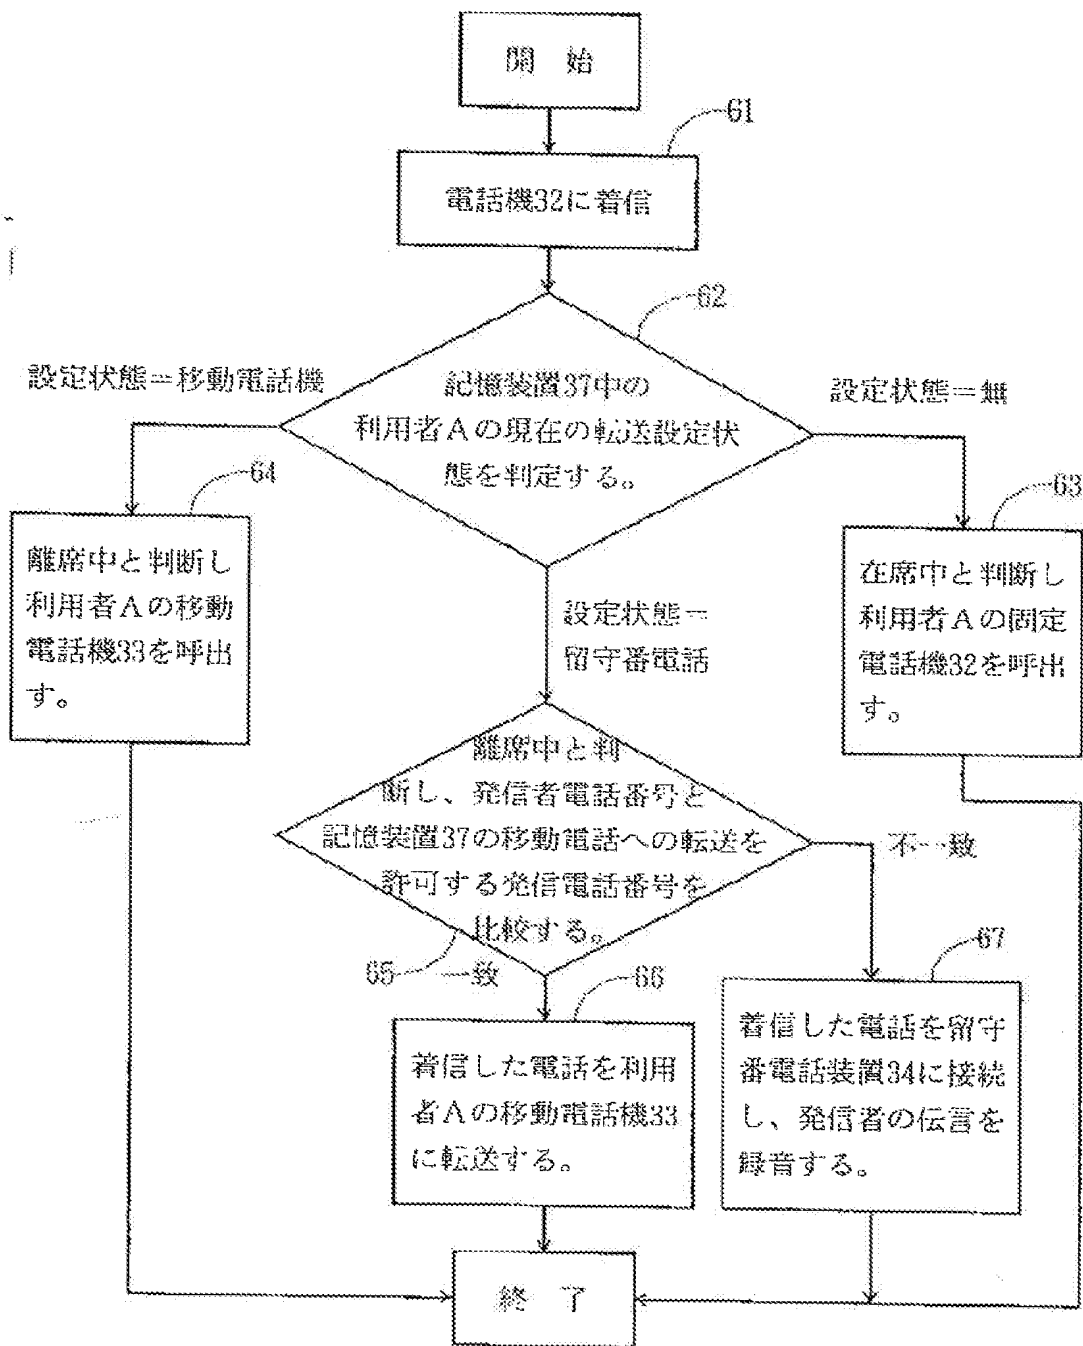 開 始
61
電話機32に着信
62
設定状態＝移動電話機
記憶装置37中の
利用者Aの現在の転送設定状
態を判定する。
設定状態＝無
64
離席中と判断し
利用者Aの移動
電話機33を呼出
す。
63
在席中と判断し
利用者Aの固定
電話機32を呼出
す。
設定状態＝
留守番電話
離席中と判
断し、発信者電話番号と
記憶装置37の移動電話への転送を
許可する発信電話番号を
比較する。
不一致
65
一致
66
着信した電話を利用
者Aの移動電話機33
に転送する。
67
着信した電話を留守
番電話装置34に接続
し、発信者の伝言を
録音する。
終 了